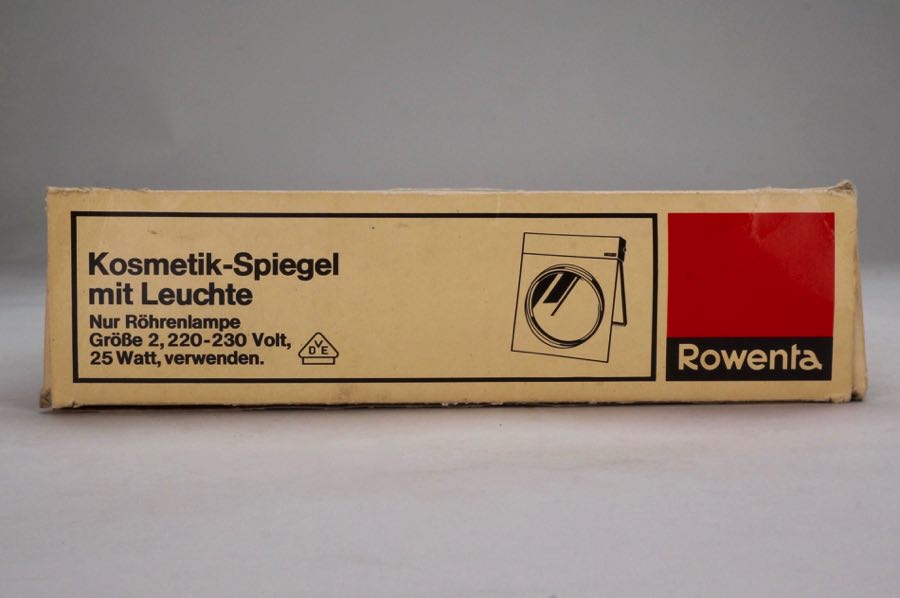 Kosmetik-Spiegel
mit Leuchte
Nur Röhrenlampe
Größe 2, 220-230 Volt,
25 Watt, verwenden.
VDE
Rowenta